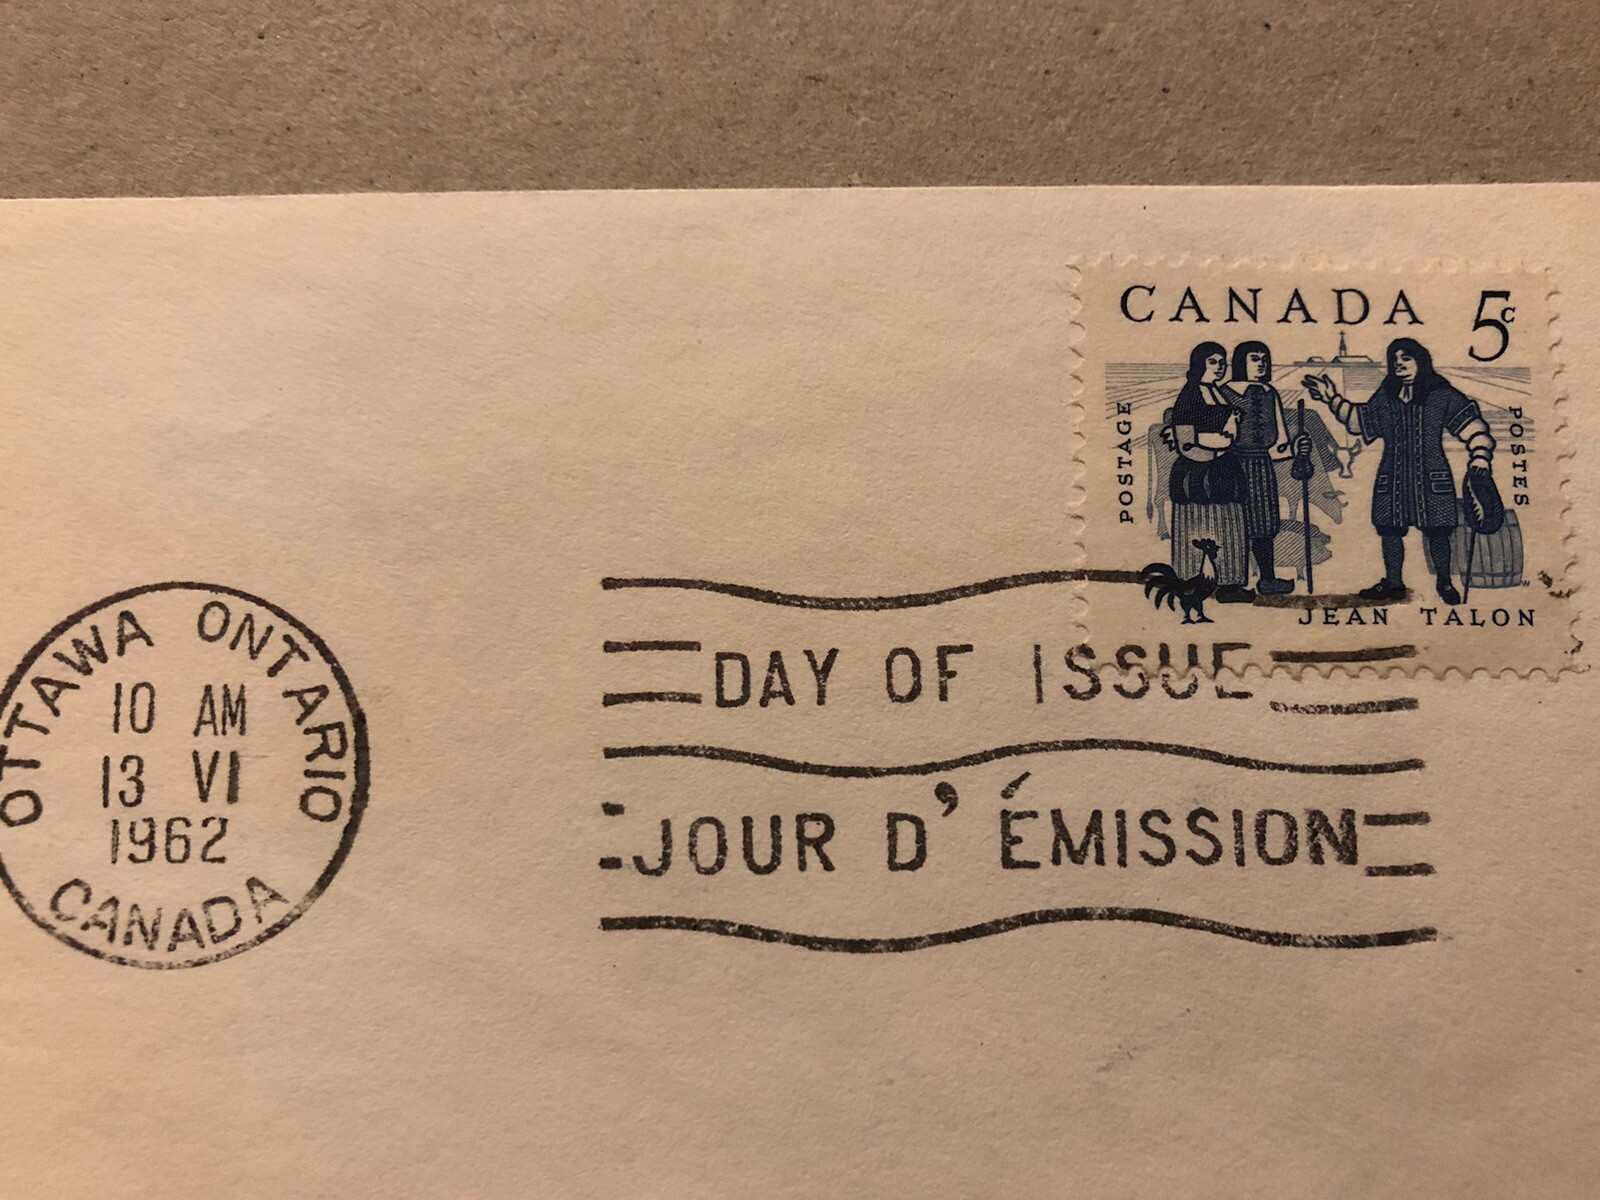 CANADA 5c
POSTAGE
POSTES
JEAN TALON
OTTAWA ONTARIO
10 AM
13 VI
1962
CANADA
DAY OF ISSUE
JOUR D' ÉMISSION